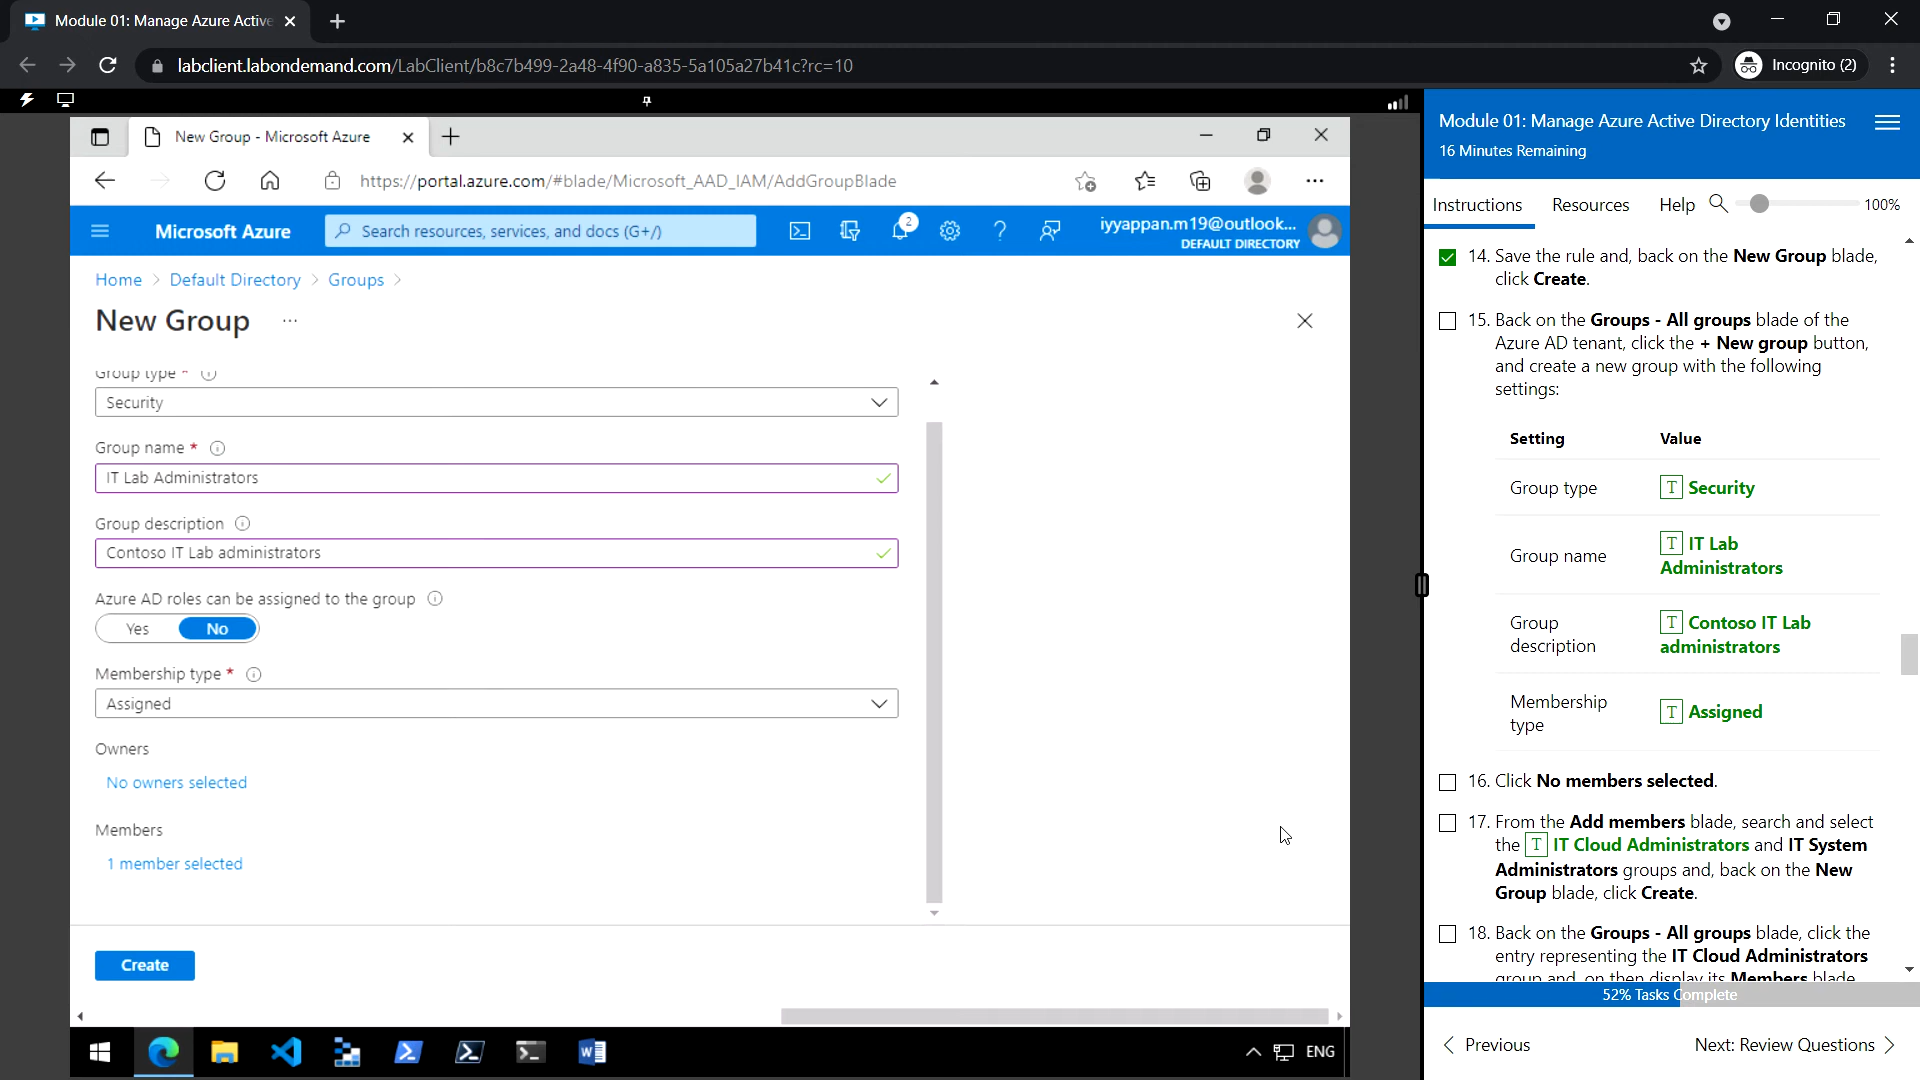 Module 01: Manage Azure Active
labclient.labondemand.com/LabClient/b8c7b499-2a48-4f90-a835-5a105a27b41c?rc=10
Incognito (2)
New Group - Microsoft Azure
https://portal.azure.com/#blade/Microsoft_AAD_IAM/AddGroupBlade
Microsoft Azure
Search resources, services, and docs (G+/)
2
iyyappan.m19@outlook...
DEFAULT DIRECTORY
Home > Default Directory > Groups >
New Group ...
Group type *
Security
Group name *
IT Lab Administrators
Group description
Contoso IT Lab administrators
Azure AD roles can be assigned to the group
Yes No
Membership type *
Assigned
Owners
No owners selected
Members
1 member selected
Create
ENG
Module 01: Manage Azure Active Directory Identities
16 Minutes Remaining
Instructions Resources Help 100%
14. Save the rule and, back on the New Group blade,
click Create.
15. Back on the Groups - All groups blade of the
Azure AD tenant, click the + New group button,
and create a new group with the following
settings:
Setting Value
Group type T Security
Group name T IT Lab
Administrators
Group
description
T Contoso IT Lab
administrators
Membership
type
T Assigned
16. Click No members selected.
17. From the Add members blade, search and select
the T IT Cloud Administrators and IT System
Administrators groups and, back on the New
Group blade, click Create.
18. Back on the Groups - All groups blade, click the
entry representing the IT Cloud Administrators
group and, on then display its Members blade
52% Tasks Complete
Previous
Next: Review Questions